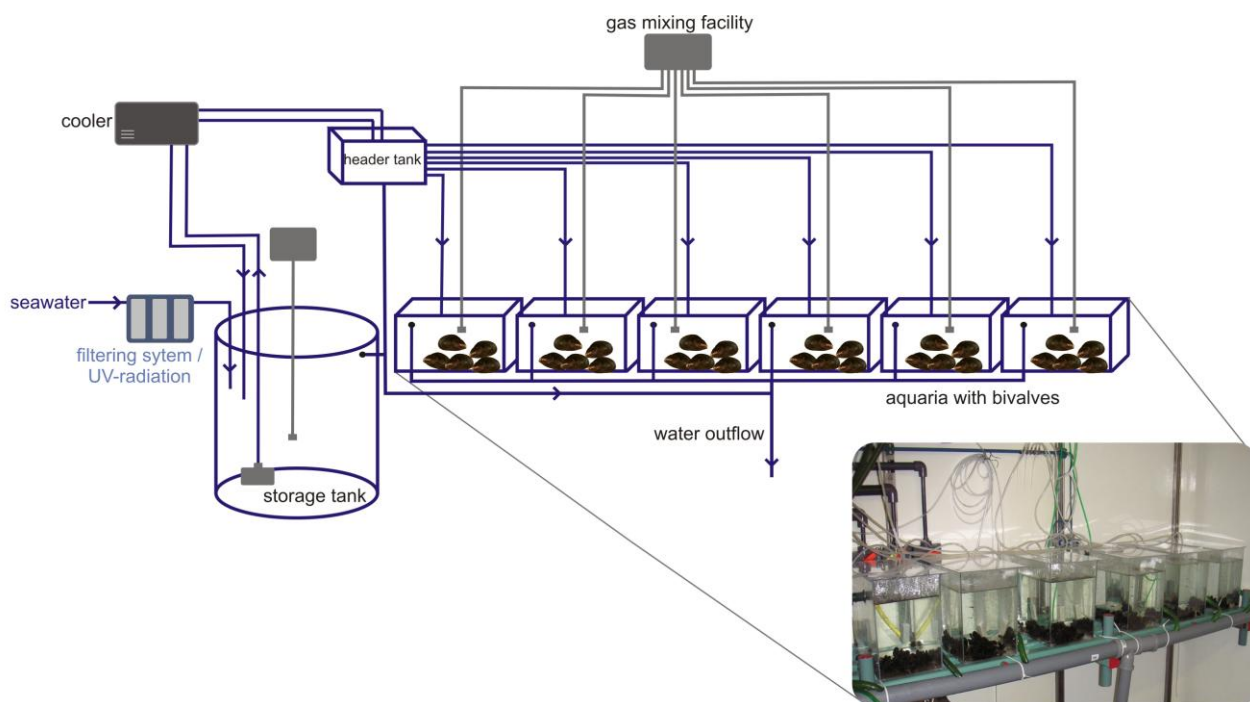 gas mixing facility
cooler
header tank
seawater
filtering sytem /
UV-radiation
storage tank
aquaria with bivalves
water outflow